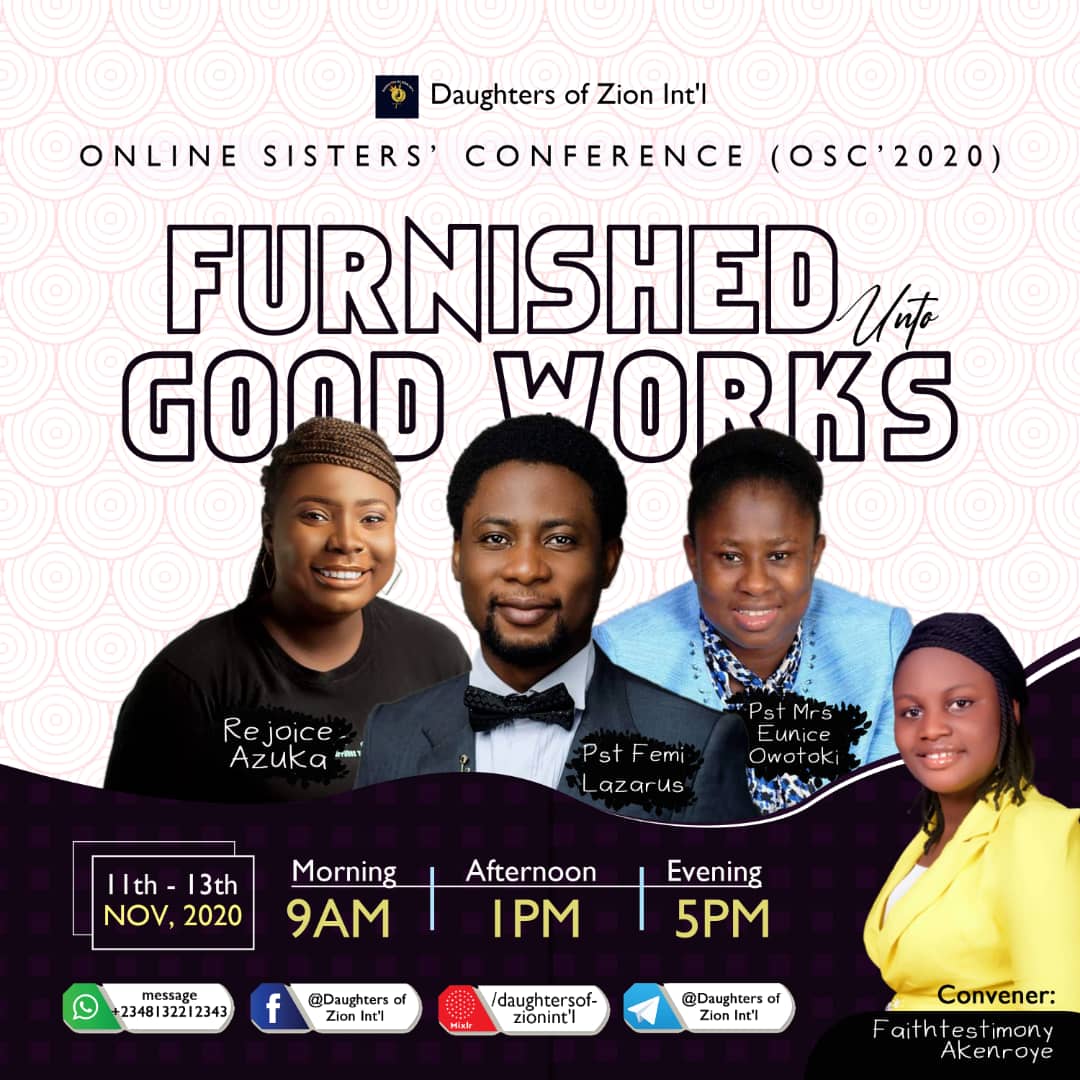 Daughters of Zion Int'l
ONLINE SISTERS' CONFERENCE (OSC'2020)
FURNISHED Unto
GOOD WORKS
Rejoice
Azuka
Pst Femi
Lazarus
Pst Mrs
Eunice
Owotoki
11th - 13th
NOV, 2020
Morning
9AM
Afternoon
1PM
Evening
5PM
message
+2348132212343
@Daughters of
Zion Int'l
Mixlr
/daughtersof-
zionint'l
@Daughters of
Zion Int'l
Convener:
Faithtestimony
Akenroye